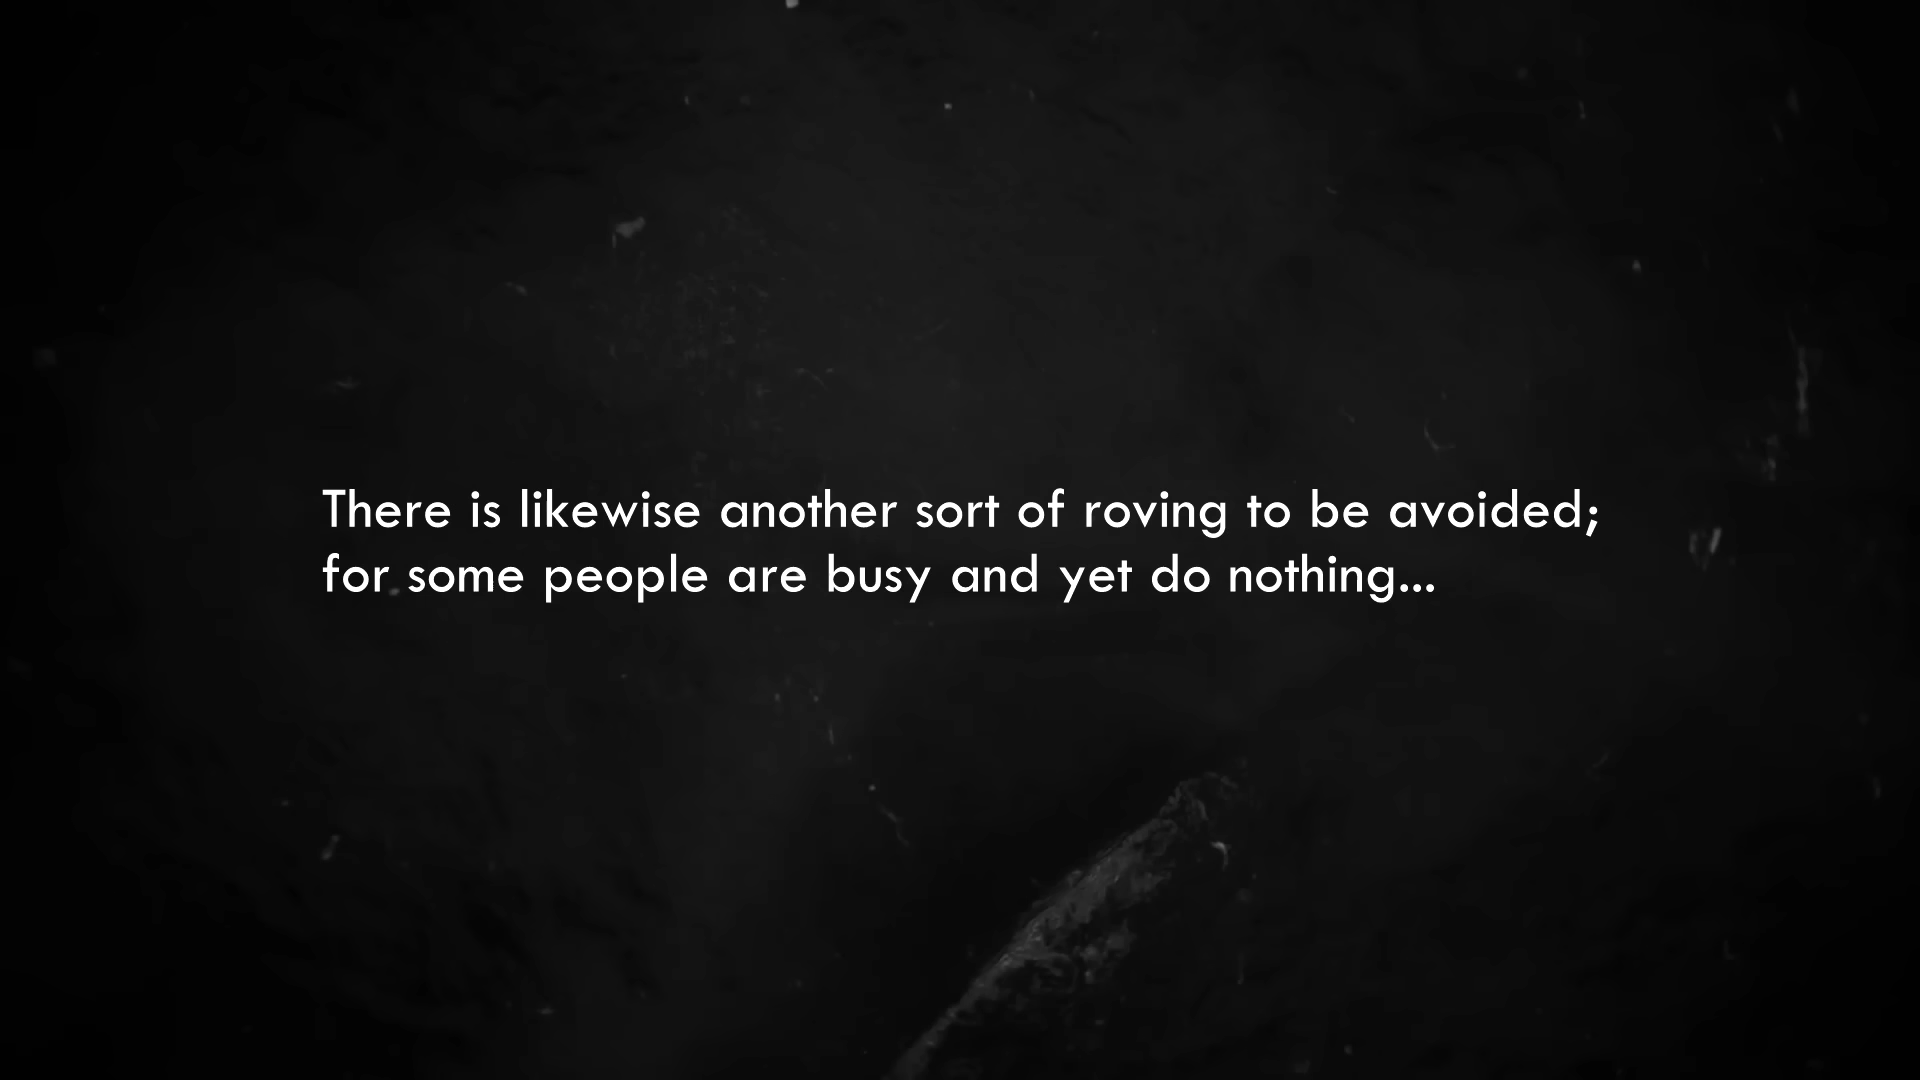 There is likewise another sort of roving to be avoided;
for some people are busy and yet do nothing...